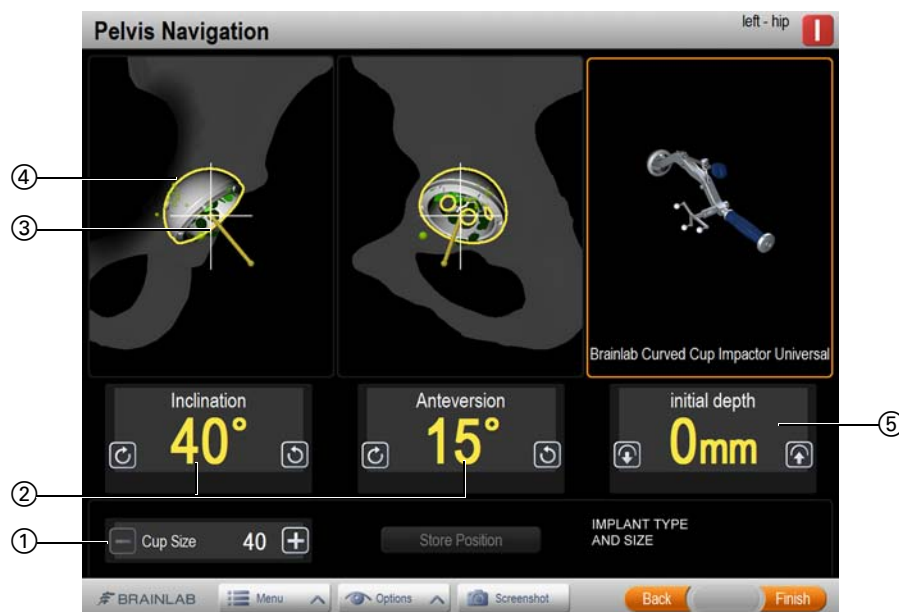 Pelvis Navigation
left - hip
I
④
③
Brainlab Curved Cup Impactor Universal
Inclination
Anteversion
initial depth
40°
15°
0mm
⑤
②
①
Cup Size
40
Store Position
IMPLANT TYPE
AND SIZE
BRAINLAB
Menu
Options
Screenshot
Back
Finish